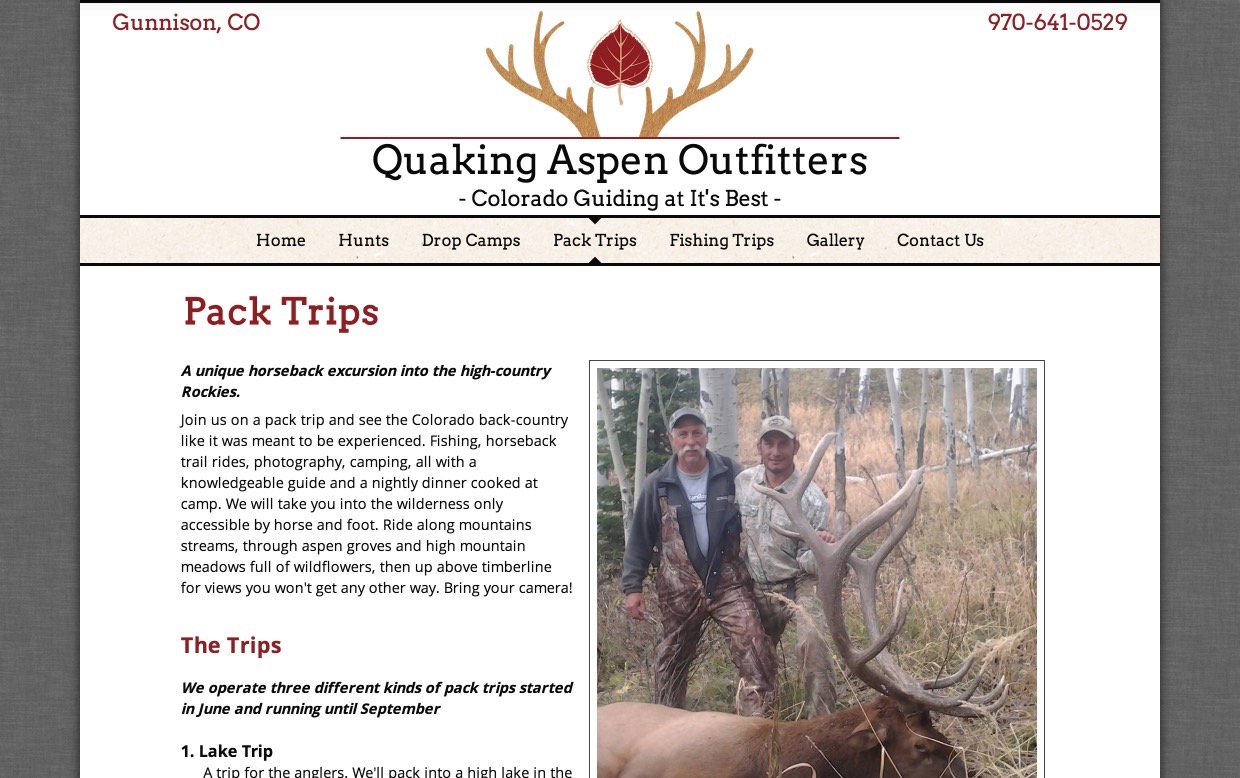 Gunnison, CO
970-641-0529
Quaking Aspen Outfitters
- Colorado Guiding at It's Best -
Home Hunts Drop Camps Pack Trips Fishing Trips Gallery Contact Us
Pack Trips
A unique horseback excursion into the high-country
Rockies.
Join us on a pack trip and see the Colorado back-country
like it was meant to be experienced. Fishing, horseback
trail rides, photography, camping, all with a
knowledgeable guide and a nightly dinner cooked at
camp. We will take you into the wilderness only
accessible by horse and foot. Ride along mountains
streams, through aspen groves and high mountain
meadows full of wildflowers, then up above timberline
for views you won't get any other way. Bring your camera!
The Trips
We operate three different kinds of pack trips started
in June and running until September
1. Lake Trip
A trip for the anglers. We'll pack into a high lake in the